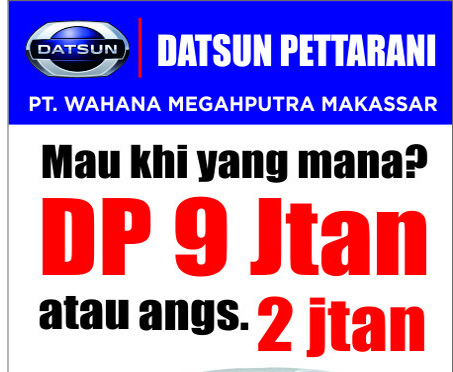 DATSUN
DATSUN PETTARANI
PT. WAHANA MEGAHPUTRA MAKASSAR
Mau khi yang mana?
DP 9 Jtan
atau angs. 2 jtan